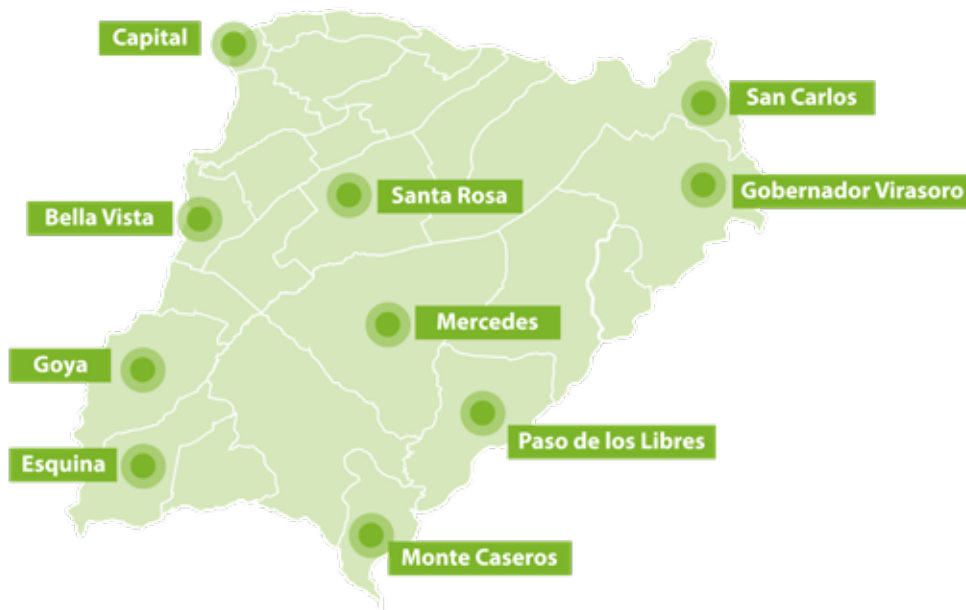 Capital
San Carlos
Gobernador Virasoro
Santa Rosa
Bella Vista
Mercedes
Goya
Paso de los Libres
Esquina
Monte Caseros